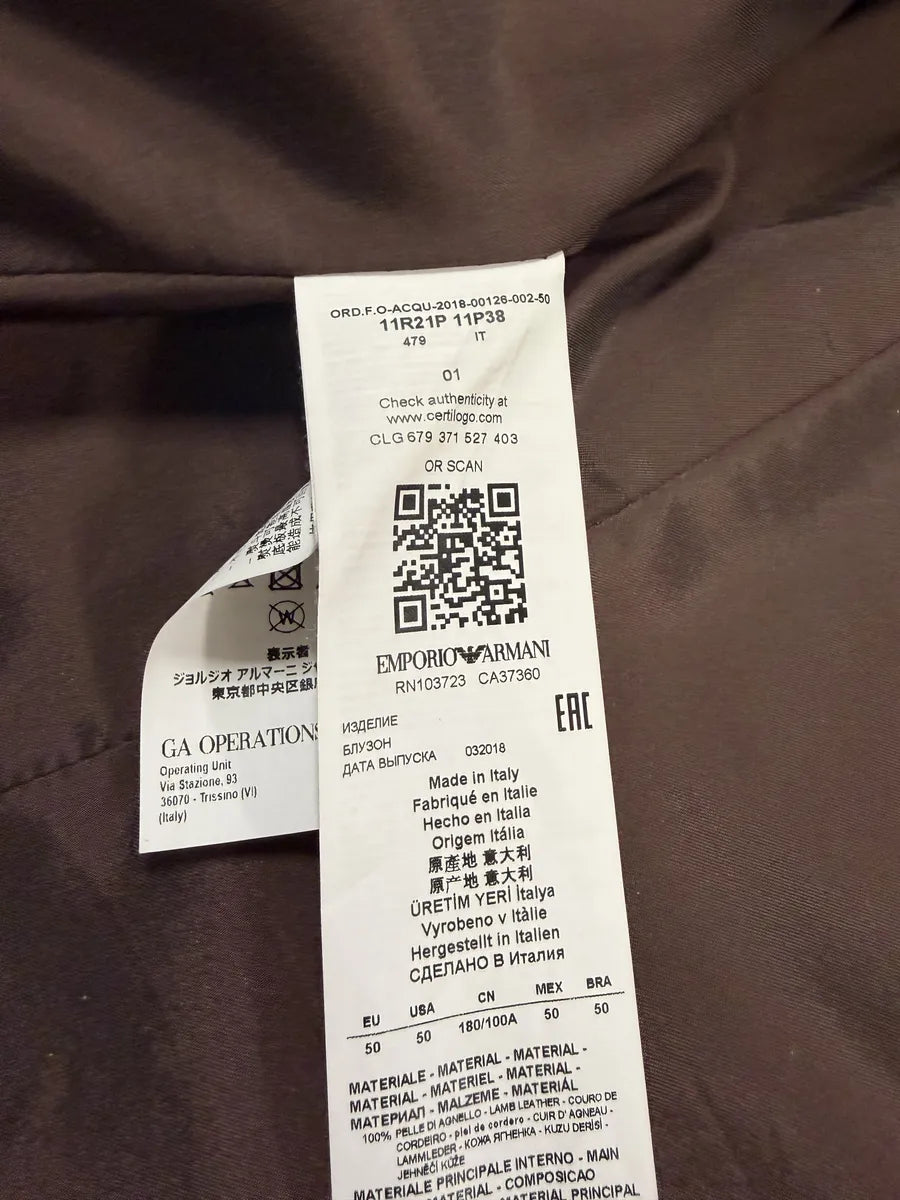 ORD.F.O-ACQU-2018-00126-002-50
11R21P 11P38
479 IT
01
Check authenticity at
www.certilogo.com
CLG 679 371 527 403
OR SCAN
EMPORIO ARMANI
RN103723 CA37360
EAC
ИЗДЕЛИЕ
БЛУЗОН
ДАТА ВЫПУСКА 032018
Made in Italy
Fabriqué en Italie
Hecho en Italia
Origem Itália
原產地 意大利
原产地 意大利
ÜRETİM YERİ İtalya
Vyrobeno v Itálie
Hergestellt in Italien
СДЕЛАНО В Италия
EU USA CN MEX BRA
50 50 180/100A 50 50
MATERIALE - MATERIAL - MATERIAL -
MATERIAL - MATERIEL - MATERIAL -
МАТЕРИАЛ - MALZEME - MATERIÁL
100% PELLE DI AGNELLO - LAMB LEATHER - COURO DE
CORDEIRO - piel de cordero - CUIR D'AGNEAU -
LAMMLEDER - КОЖА ЯГНЕНКА - KUZU DERİSİ -
JEHNĚČÍ KŮŽE
MATERIALE PRINCIPALE INTERNO - MAIN
MATERIAL - COMPOSICAO
MATERIAL PRINCIPAL
W
表示者
ジョルジオ アルマーニ ジャ
東京都中央区銀座
GA OPERATIONS
Operating Unit
Via Stazione, 93
36070 - Trissino (VI)
(Italy)